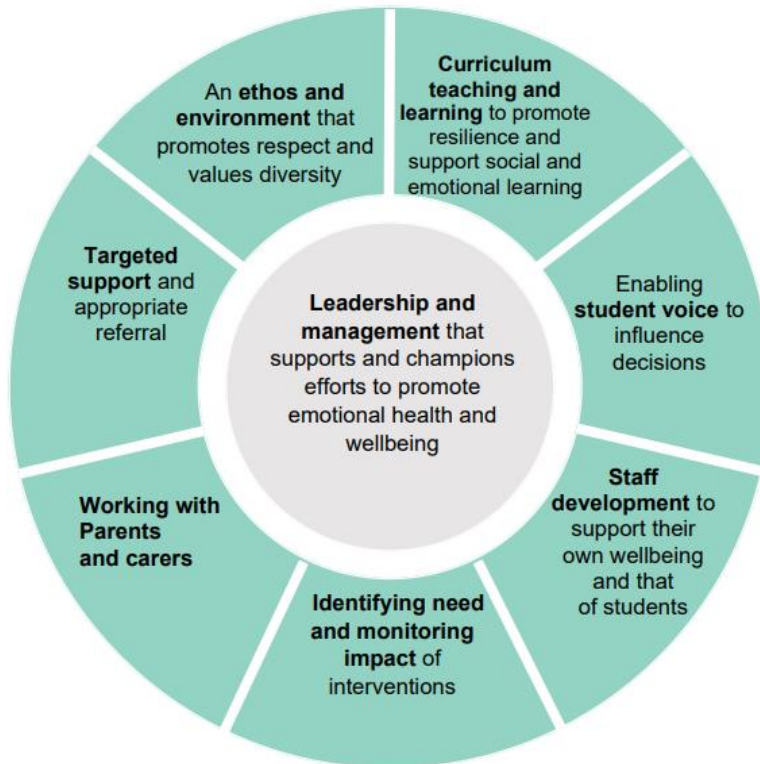 An ethos and
environment that
promotes respect and
values diversity
Curriculum
teaching and
learning to promote
resilience and
support social and
emotional learning
Enabling
student voice to
influence
decisions
Staff
development to
support their
own wellbeing
and that
of students
Identifying need
and monitoring
impact of
interventions
Working with
Parents
and carers
Targeted
support and
appropriate
referral
Leadership and
management that
supports and champions
efforts to promote
emotional health and
wellbeing